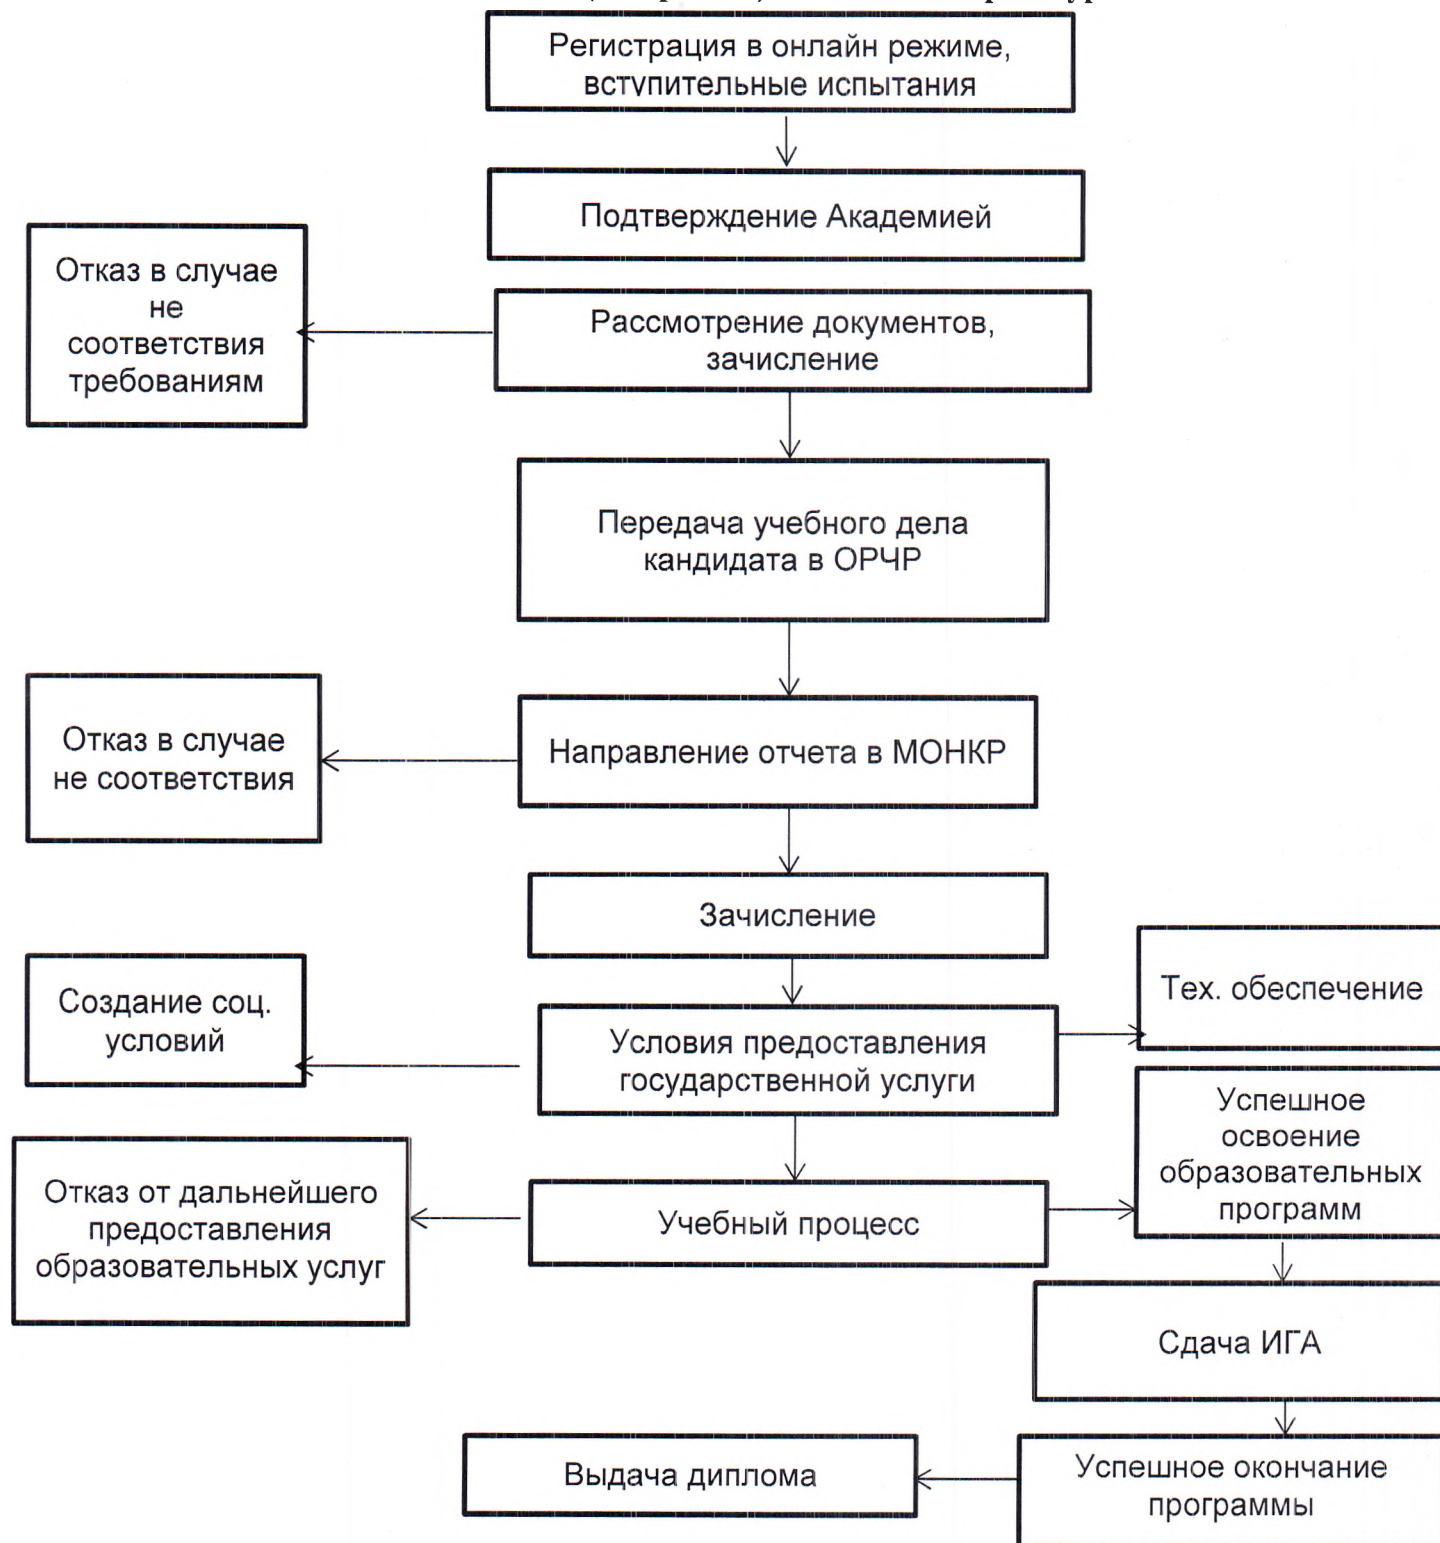 Регистрация в онлайн режиме,
вступительные испытания
Подтверждение Академией
Отказ в случае
не
соответствия
требованиям
Рассмотрение документов,
зачисление
Передача учебного дела
кандидата в ОРЧР
Отказ в случае
не соответствия
Направление отчета в МОНКР
Зачисление
Тех. обеспечение
Создание соц.
условий
Условия предоставления
государственной услуги
Успешное
освоение
образовательных
программ
Отказ от дальнейшего
предоставления
образовательных услуг
Учебный процесс
Сдача ИГА
Выдача диплома
Успешное окончание
программы